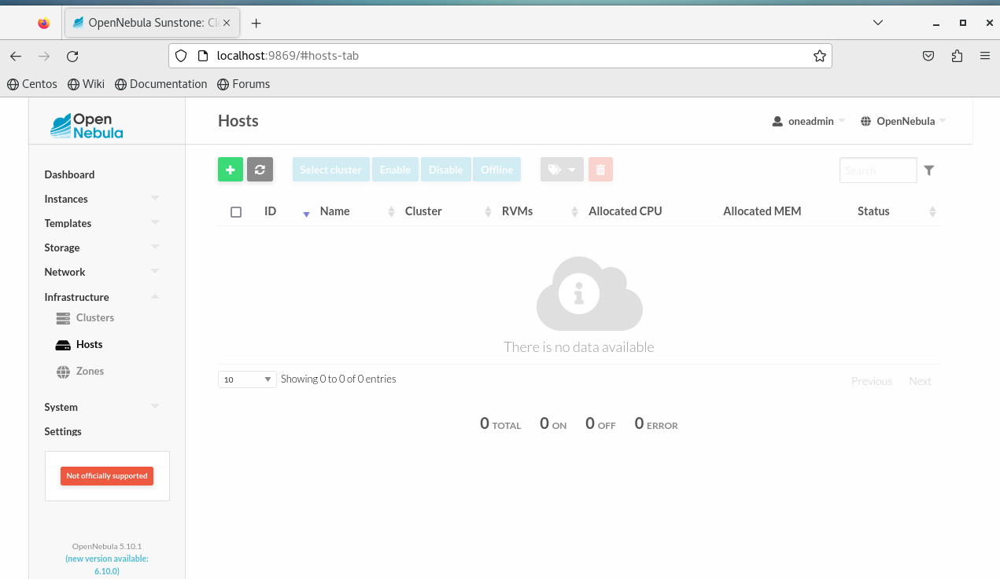 OpenNebula Sunstone: Cl
localhost:9869/#hosts-tab
Centos Wiki Documentation Forums
Open
Nebula
Hosts
oneadmin OpenNebula
Select cluster Enable Disable Offline
Search
Dashboard
Instances
Templates
Storage
Network
Infrastructure
Clusters
Hosts
Zones
System
Settings
Not officially supported
OpenNebula 5.10.1
(new version available:
6.10.0)
ID Name Cluster RVMs Allocated CPU Allocated MEM Status
There is no data available
10 Showing 0 to 0 of 0 entries
Previous Next
0 TOTAL 0 ON 0 OFF 0 ERROR